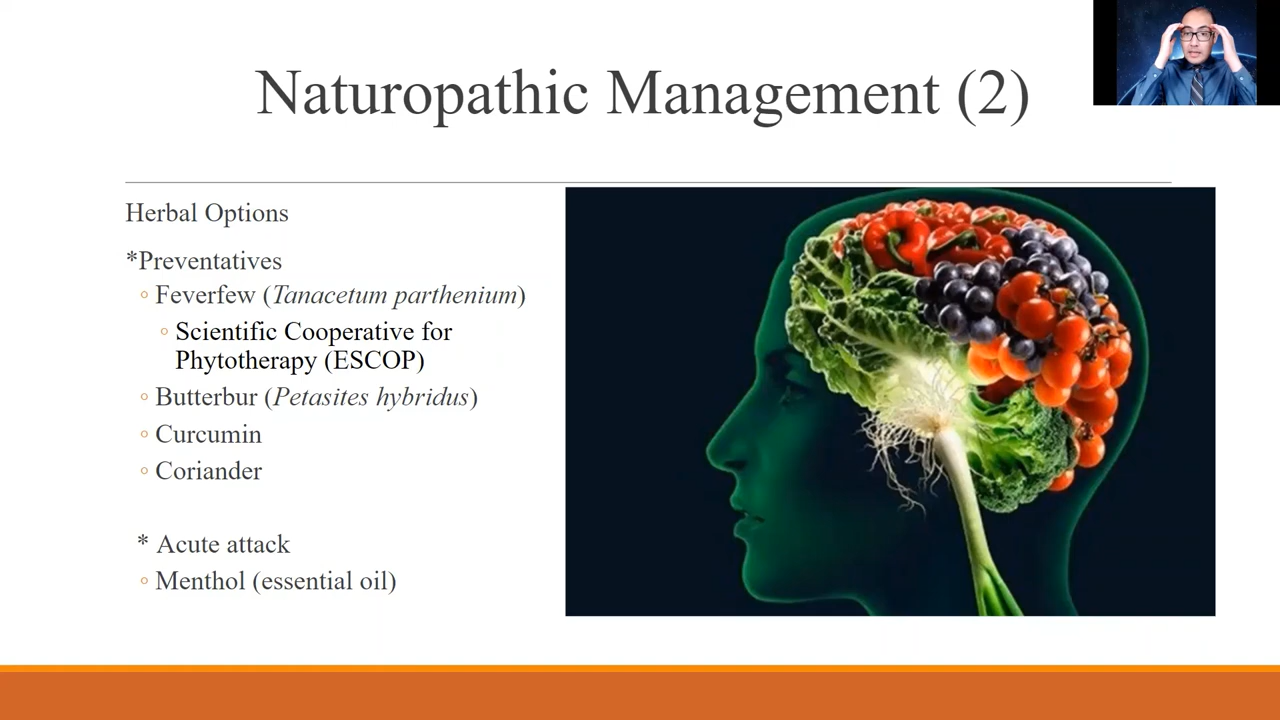 Naturopathic Management (2)
Herbal Options
*Preventatives
◦ Feverfew (Tanacetum parthenium)
◦ Scientific Cooperative for
Phytotherapy (ESCOP)
◦ Butterbur (Petasites hybridus)
◦ Curcumin
◦ Coriander
* Acute attack
◦ Menthol (essential oil)